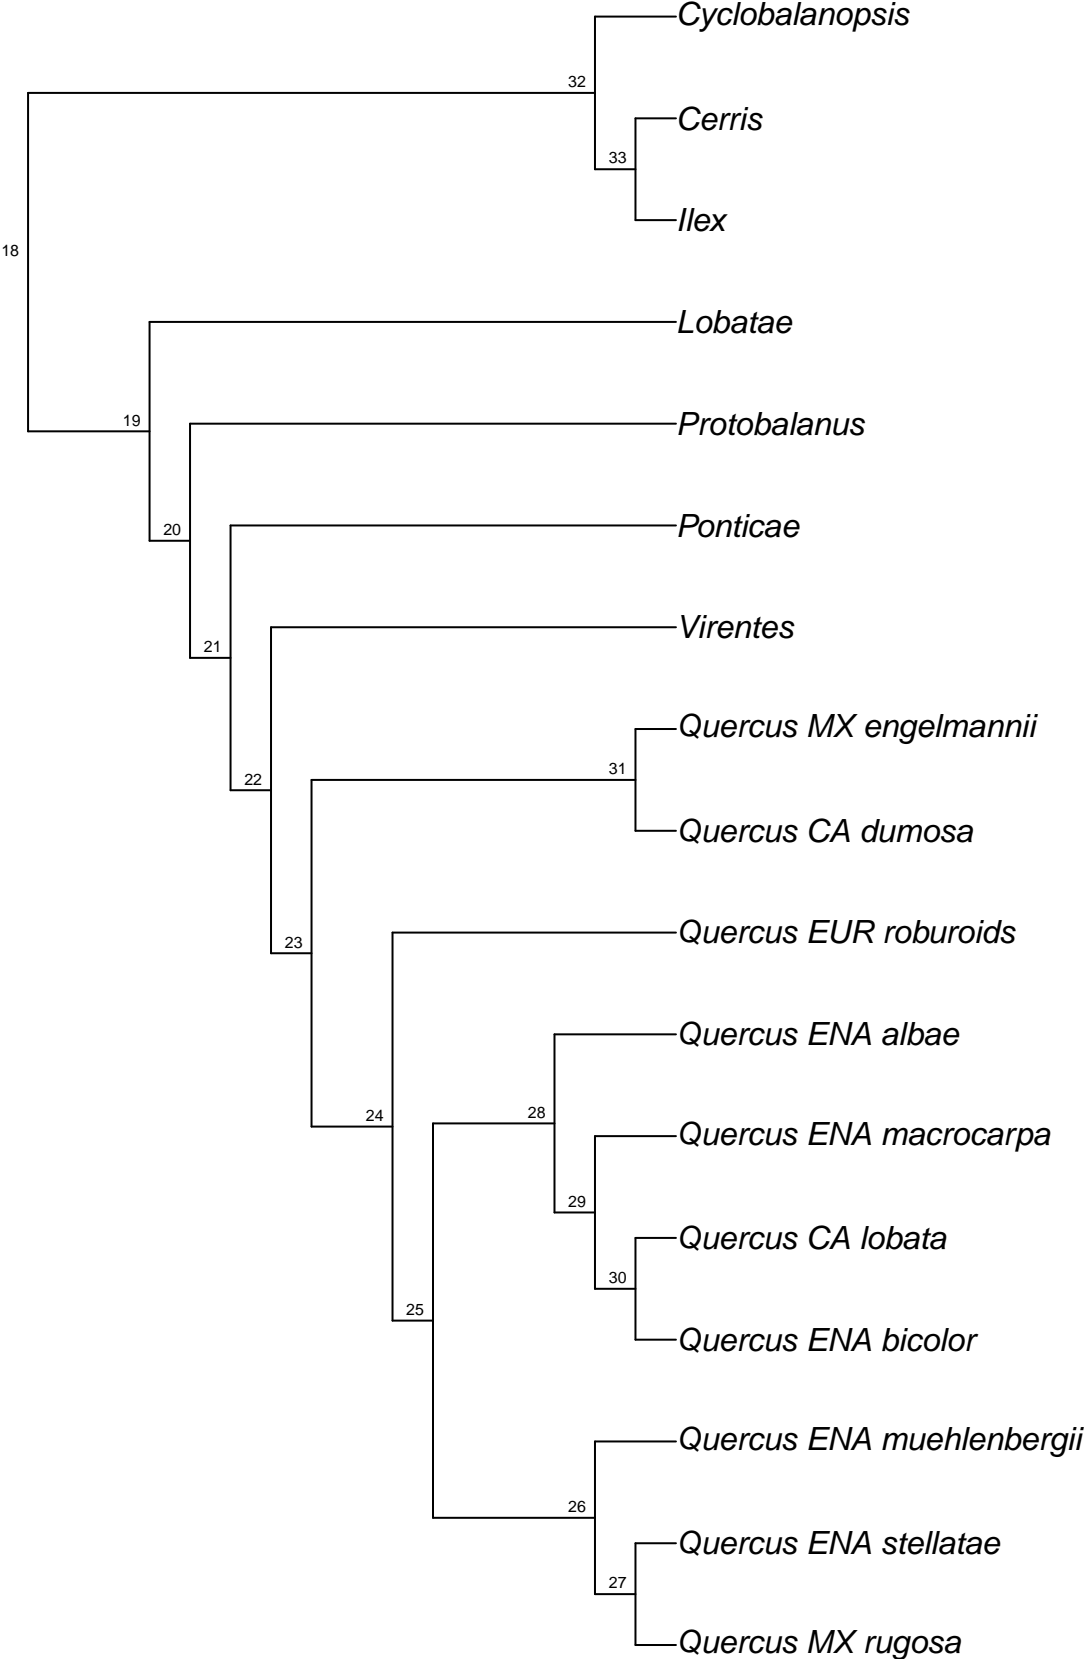 Cyclobalanopsis
32
Cerris
33
Ilex
18
Lobatae
19
Protobalanus
20
Ponticae
21
Virentes
Quercus MX engelmannii
31
22
Quercus CA dumosa
Quercus EUR roburoids
23
Quercus ENA albae
28
24
Quercus ENA macrocarpa
29
Quercus CA lobata
30
25
Quercus ENA bicolor
Quercus ENA muehlenbergii
26
Quercus ENA stellatae
27
Quercus MX rugosa